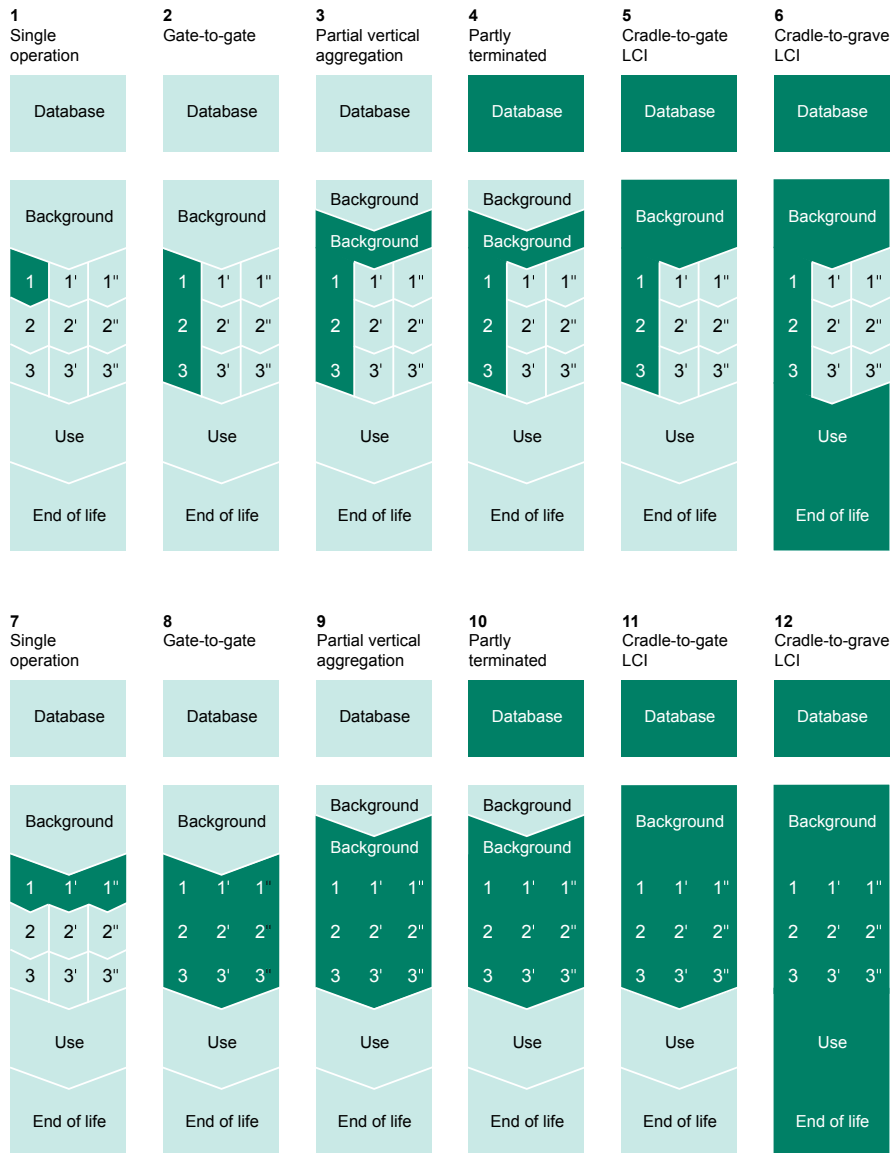 1
Single
operation
2
Gate-to-gate
3
Partial vertical
aggregation
4
Partly
terminated
5
Cradle-to-gate
LCI
6
Cradle-to-grave
LCI
Database Database Database Database Database Database
Background Background Background Background Background Background
Background Background
1 1' 1" 1 1' 1" 1 1' 1" 1 1' 1" 1 1' 1" 1 1' 1"
2 2' 2" 2 2' 2" 2 2' 2" 2 2' 2" 2 2' 2" 2 2' 2"
3 3' 3" 3 3' 3" 3 3' 3" 3 3' 3" 3 3' 3" 3 3' 3"
Use Use Use Use Use Use
End of life End of life End of life End of life End of life End of life
7
Single
operation
8
Gate-to-gate
9
Partial vertical
aggregation
10
Partly
terminated
11
Cradle-to-gate
LCI
12
Cradle-to-grave
LCI
Database Database Database Database Database Database
Background Background Background Background Background Background
Background Background
1 1' 1" 1 1' 1" 1 1' 1" 1 1' 1" 1 1' 1" 1 1' 1"
2 2' 2" 2 2' 2" 2 2' 2" 2 2' 2" 2 2' 2" 2 2' 2"
3 3' 3" 3 3' 3" 3 3' 3" 3 3' 3" 3 3' 3" 3 3' 3"
Use Use Use Use Use Use
End of life End of life End of life End of life End of life End of life